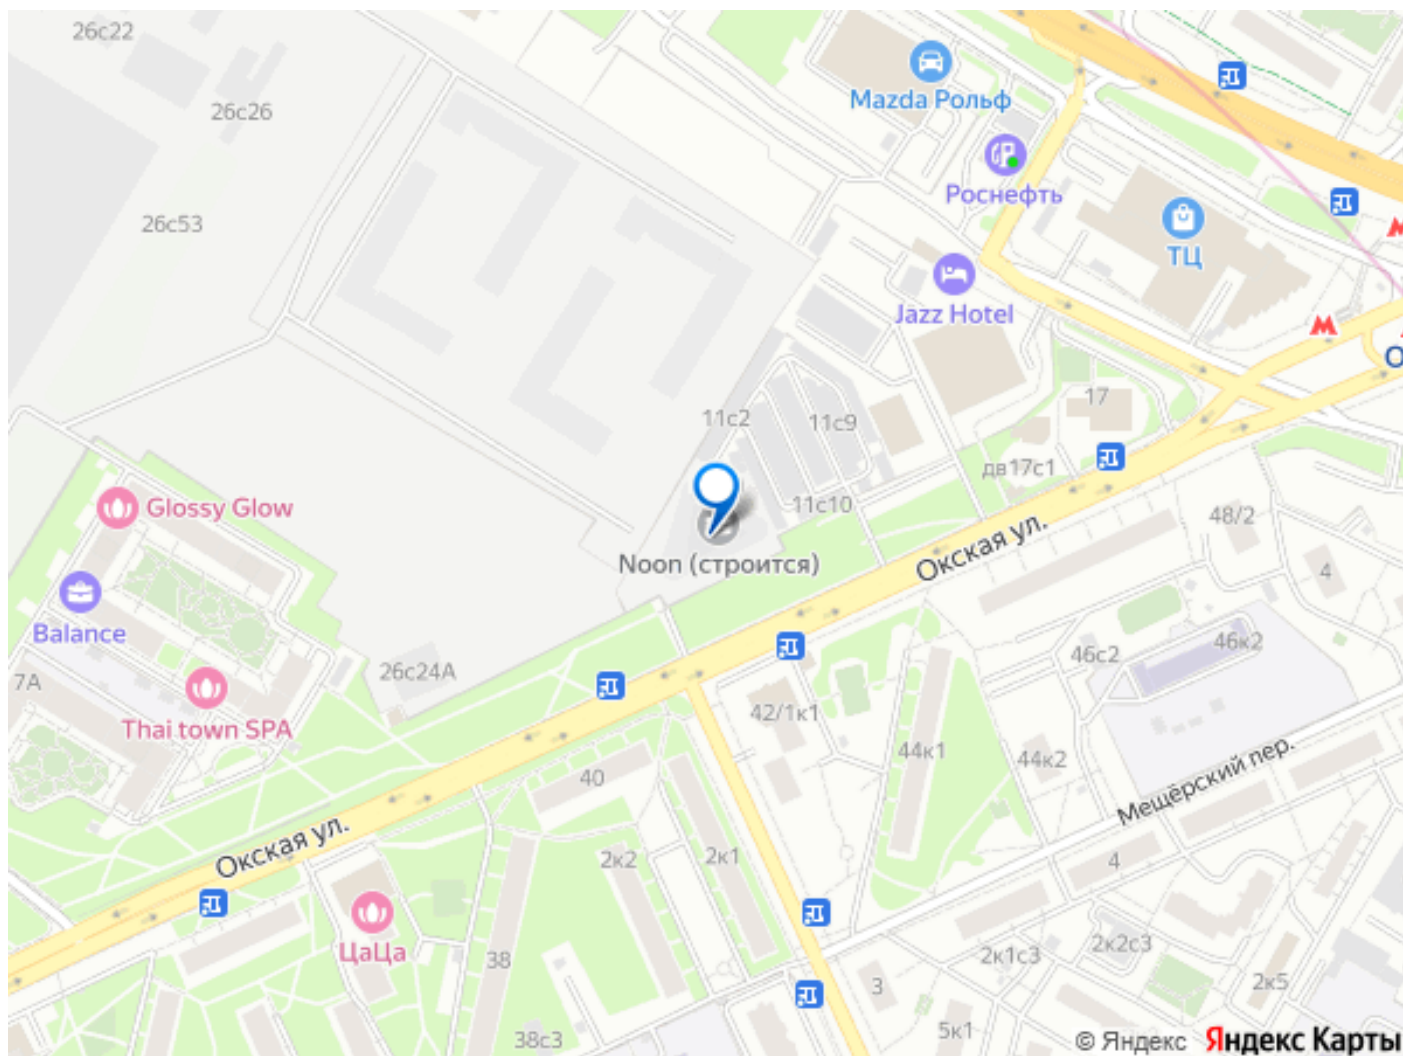 26с22
Mazda Рольф
26с26
Роснефть
26с53
ТЦ
Jazz Hotel
М
М
О
17
11с2
11с9
дв17с1
Glossy Glow
11с10
48/2
Окская ул.
Noon (строится)
4
Balance
46с2
46к2
26с24А
7А
Thai town SPA
42/1к1
44к1
44к2
Мещёрский пер.
40
Окская ул.
2к2
2к1
4
ЦаЦа
38
2к1с3
2к2с3
2к5
3
5к1
38с3
© Яндекс Яндекс Карты